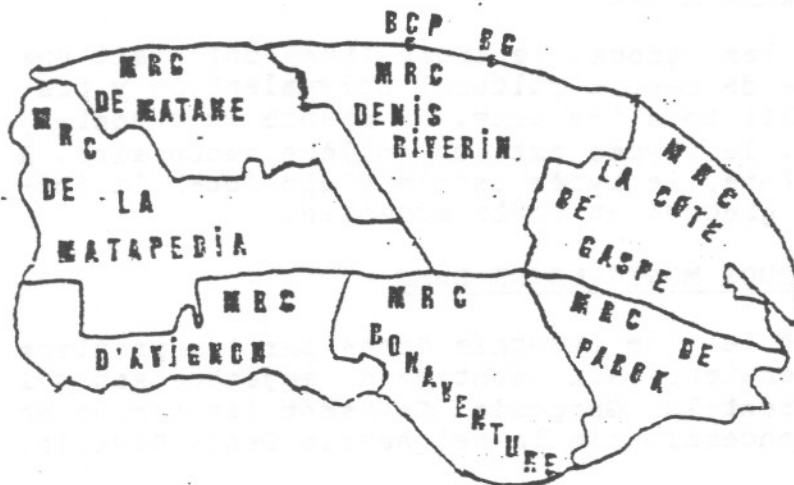 BCP
BG
MRC
DE MATANE
MRC
DENIS
RIVERIN
MRC
DE LA
MATAPEDIA
MRC
DE
LA COTE
GASPE
MRC
D'AVIGNON
MRC
BONAVENTURE
MRC DE
PABOK